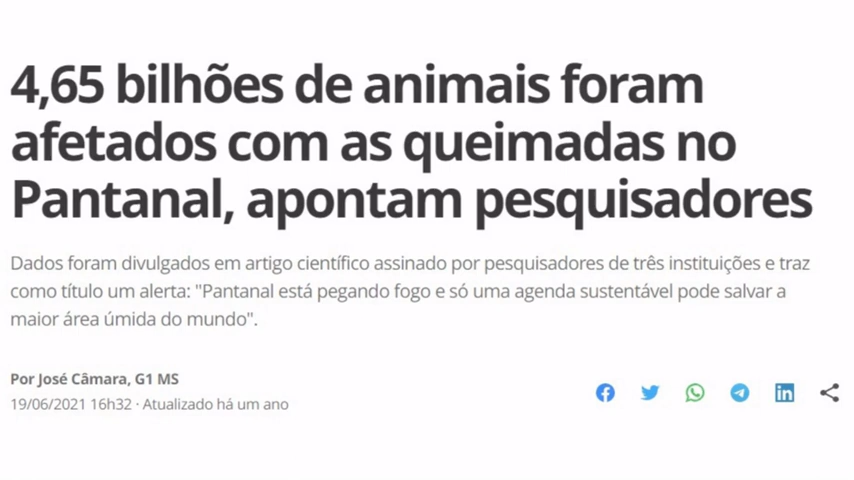 4,65 bilhões de animais foram
afetados com as queimadas no
Pantanal, apontam pesquisadores
Dados foram divulgados em artigo científico assinado por pesquisadores de três instituições e traz
como título um alerta: "Pantanal está pegando fogo e só uma agenda sustentável pode salvar a
maior área úmida do mundo".
Por José Câmara, G1 MS
19/06/2021 16h32 · Atualizado há um ano